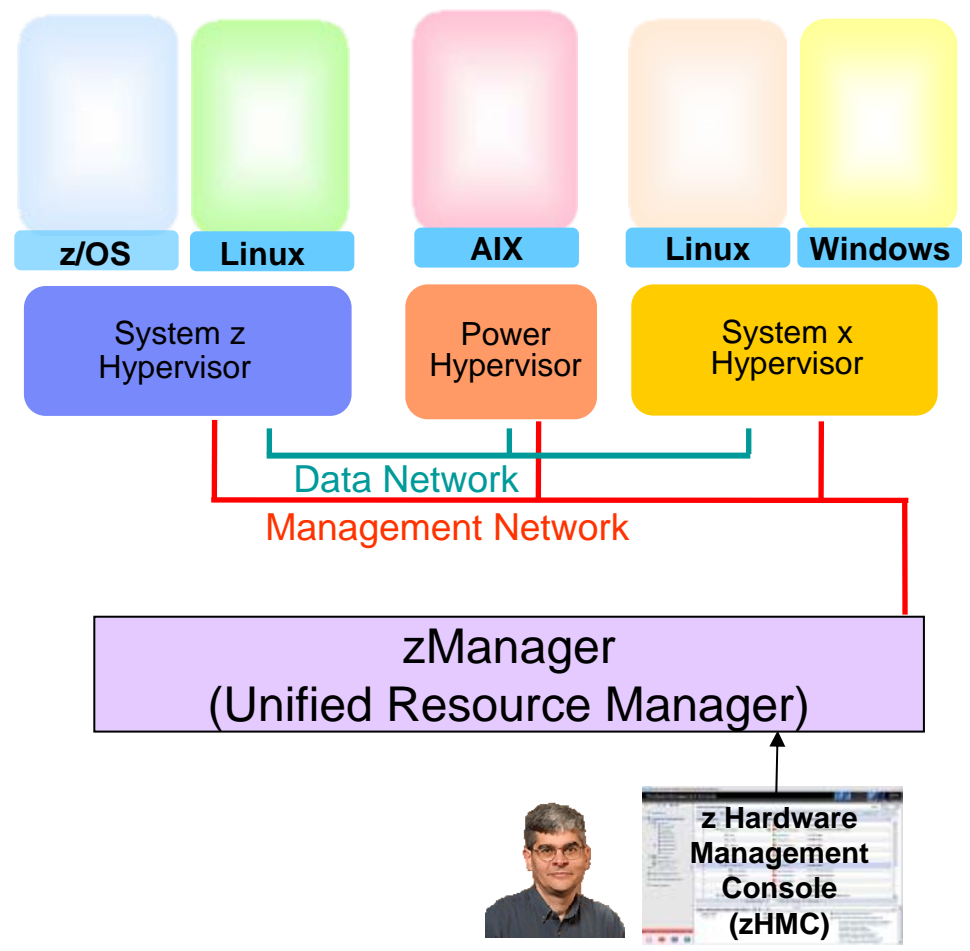 z/OS
Linux
AIX
Linux
Windows
System z
Hypervisor
Power
Hypervisor
System x
Hypervisor
Data Network
Management Network
zManager
(Unified Resource Manager)
z Hardware
Management
Console
(zHMC)